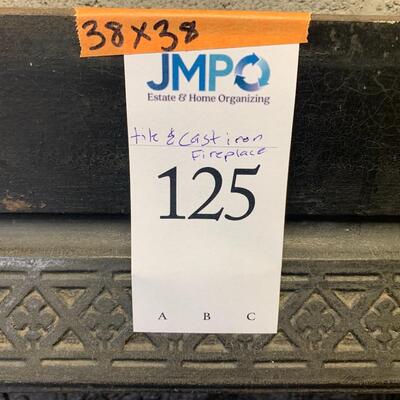 38x38
JMPO
Estate & Home Organizing
tile & cast iron
Fireplace
125
A B C